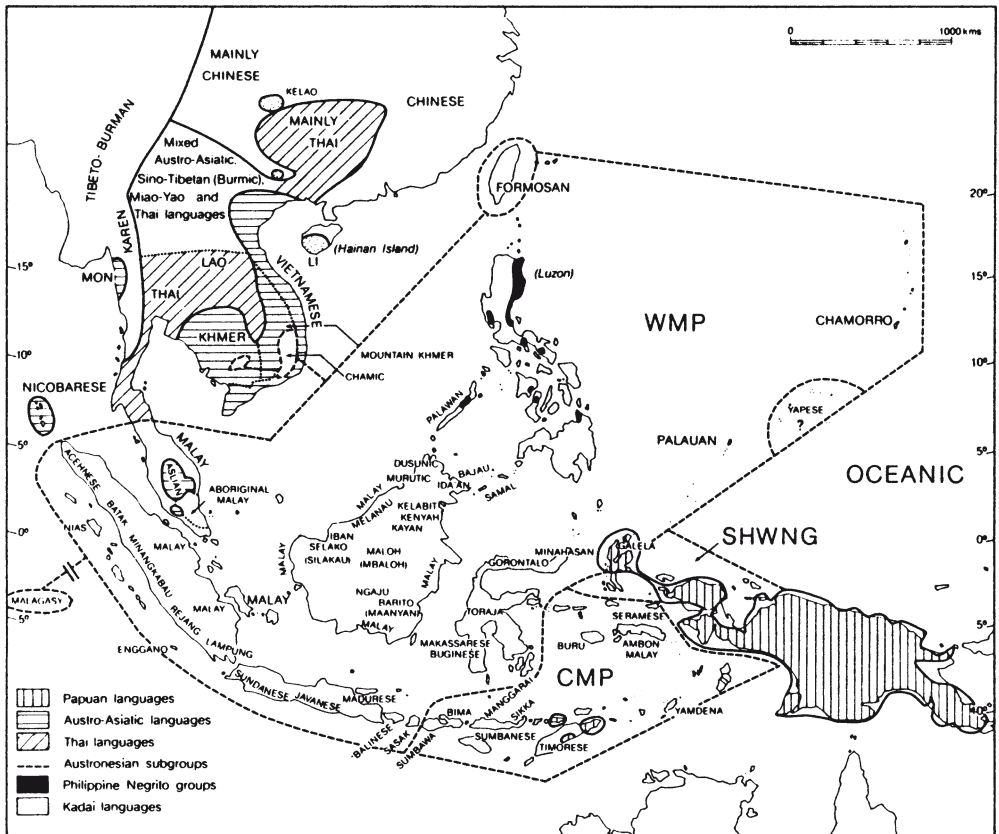 0 1000 kms
MAINLY
CHINESE
KELAO
CHINESE
MAINLY
THAI
TIBETO-BURMAN
Mixed
Austro-Asiatic,
Sino-Tibetan (Burmic),
Miao-Yao and
Thai languages
FORMOSAN
20°
KAREN
LI
(Hainan Island)
LAO
VIETNAMESE
15°
15°
MON
THAI
(Luzon)
WMP
CHAMORRO
KHMER
10°
MOUNTAIN KHMER
10°
CHAMIC
NICOBARESE
PALAWAN
YAPESE
?
5°
MALAY
PALAUAN
5°
ACEHNESE
ASLIAN
DUSUNIC
BAJAU
OCEANIC
MURUTIC
IDA'AN
SAMAL
ABORIGINAL
MALAY
MALAY
KELABIT
BATAK
MELANAU
KENYAH
NIAS
KAYAN
0°
IBAN
0°
MALAY
SELAKO
(SILAKAU)
MALOH
(MBALOH)
MALAY
MALAY
MINAHASAN
GALELA
SHWNG
GORONTALO
MINANGKABAU
MALAGASY
MALAY
MALAY
NGAJU
BARITO
(MAANYAN)
TORAJA
SERAMESE
5°
REJANG
MALAY
5°
ENGGANO
LAMPUNG
MAKASSARESE
BUGINESE
BURU
AMBON
MALAY
SUNDANESE
JAVANESE
MADURESE
CMP
MANGGARAI
SIKKA
BIMA
YAMDENA
BALINESE
SASAK
SUMBAWA
SUMBANESE
TIMORESE
Papuan languages
Austro-Asiatic languages
Thai languages
Austronesian subgroups
Philippine Negrito groups
Kadai languages